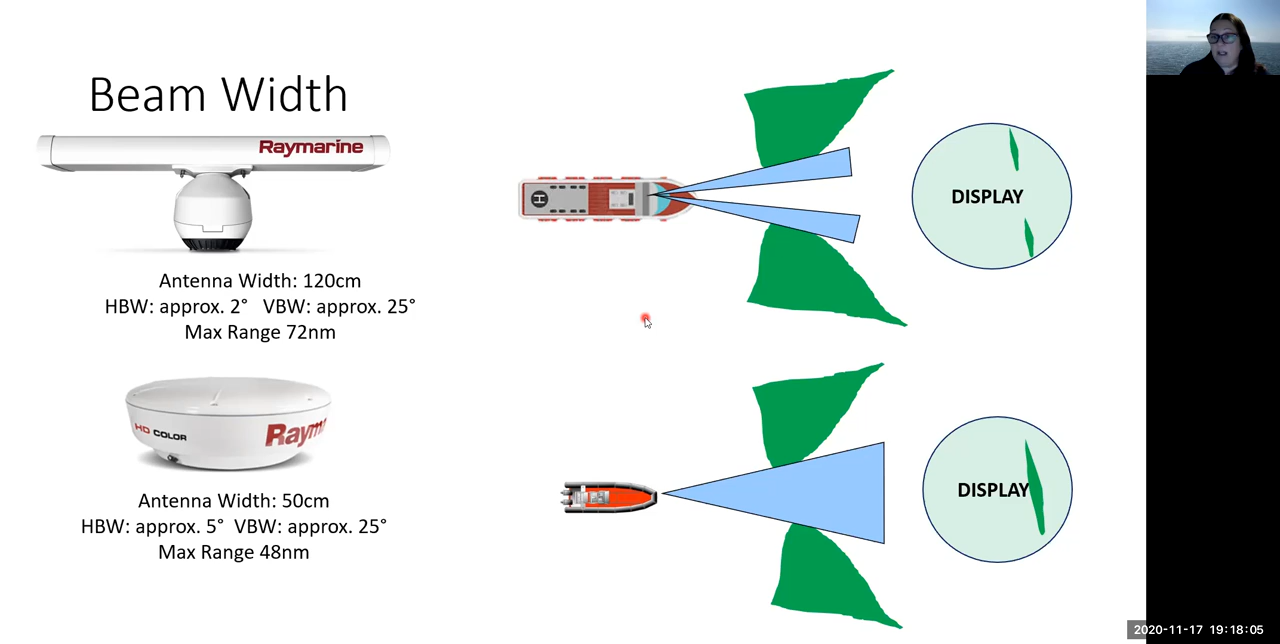 Beam Width
Raymarine
Antenna Width: 120cm
HBW: approx. 2° VBW: approx. 25°
Max Range 72nm
HD COLOR
Raym
Antenna Width: 50cm
HBW: approx. 5° VBW: approx. 25°
Max Range 48nm
H
DISPLAY
DISPLAY
2020-11-17 19:18:05